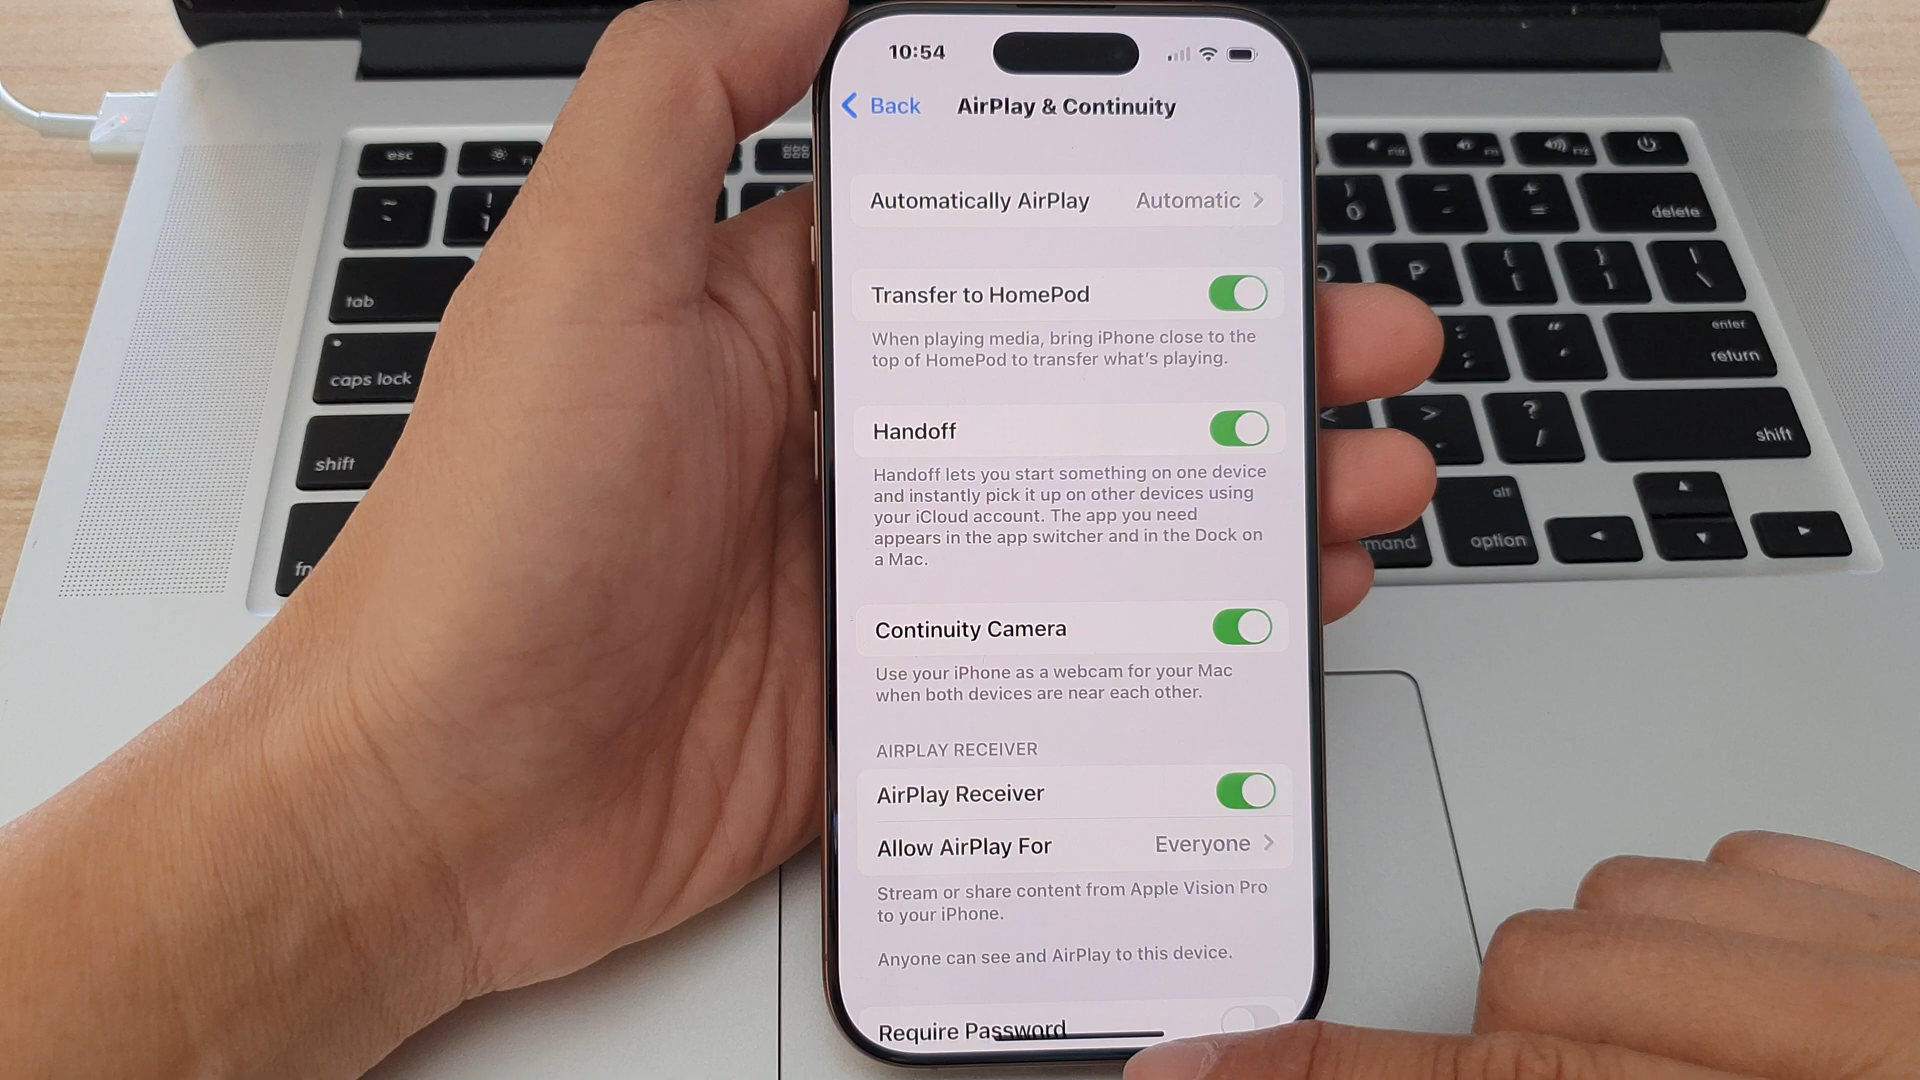 10:54
Back
AirPlay & Continuity
Automatically AirPlay Automatic
Transfer to HomePod
When playing media, bring iPhone close to the
top of HomePod to transfer what's playing.
Handoff
Handoff lets you start something on one device
and instantly pick it up on other devices using
your iCloud account. The app you need
appears in the app switcher and in the Dock on
a Mac.
Continuity Camera
Use your iPhone as a webcam for your Mac
when both devices are near each other.
AIRPLAY RECEIVER
AirPlay Receiver
Allow AirPlay For Everyone
Stream or share content from Apple Vision Pro
to your iPhone.
Anyone can see and AirPlay to this device.
Require Password
esc
tab
caps lock
shift
fn
delete
P
enter
return
shift
alt
option
mand